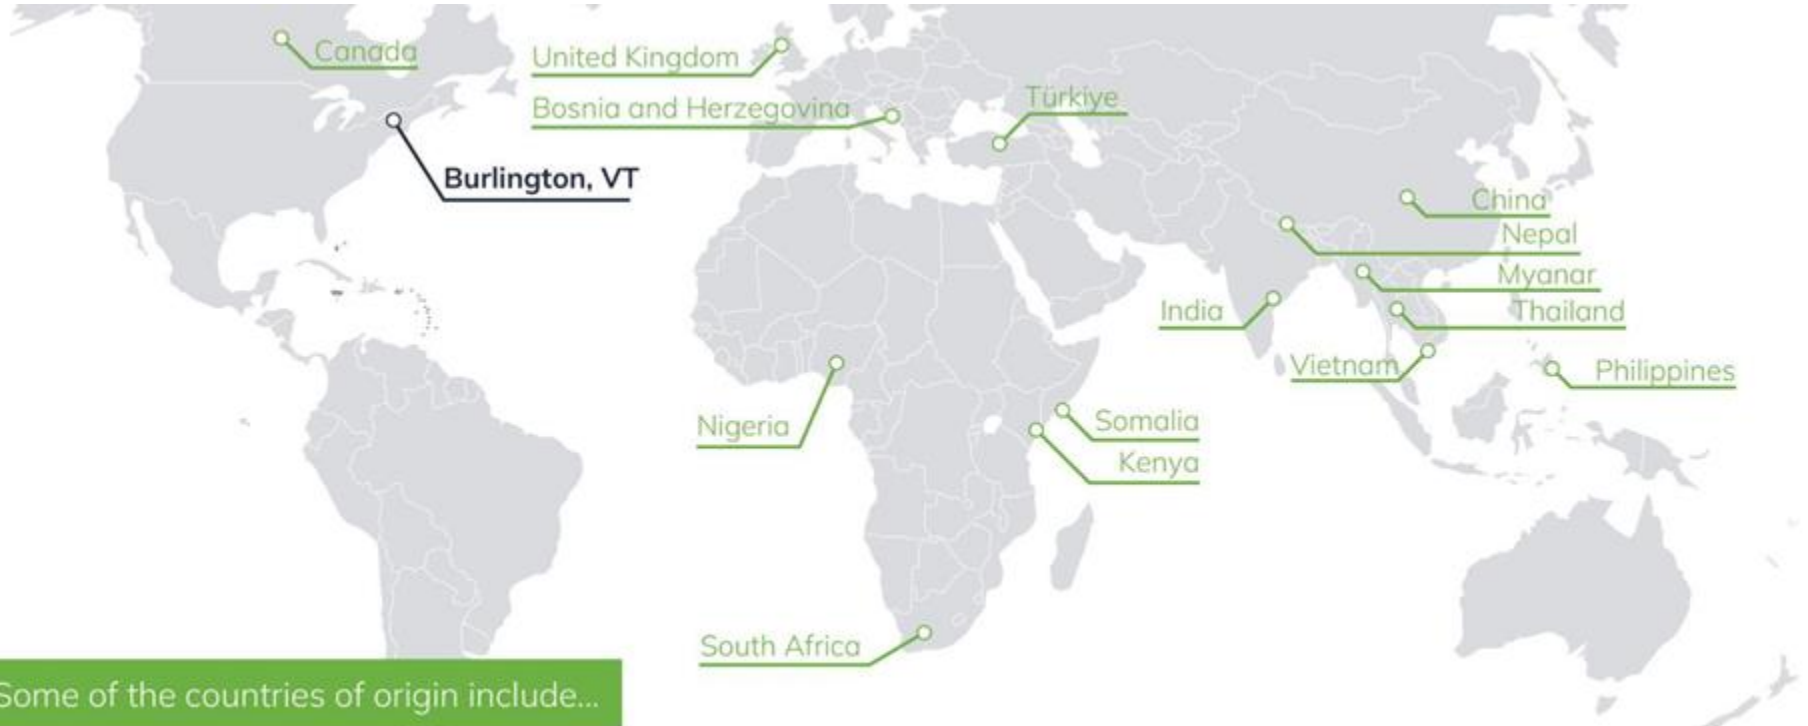 Canada
United Kingdom
Bosnia and Herzegovina
Türkiye
Burlington, VT
China
Nepal
Myanar
India
Thailand
Vietnam
Philippines
Nigeria
Somalia
Kenya
South Africa
Some of the countries of origin include...